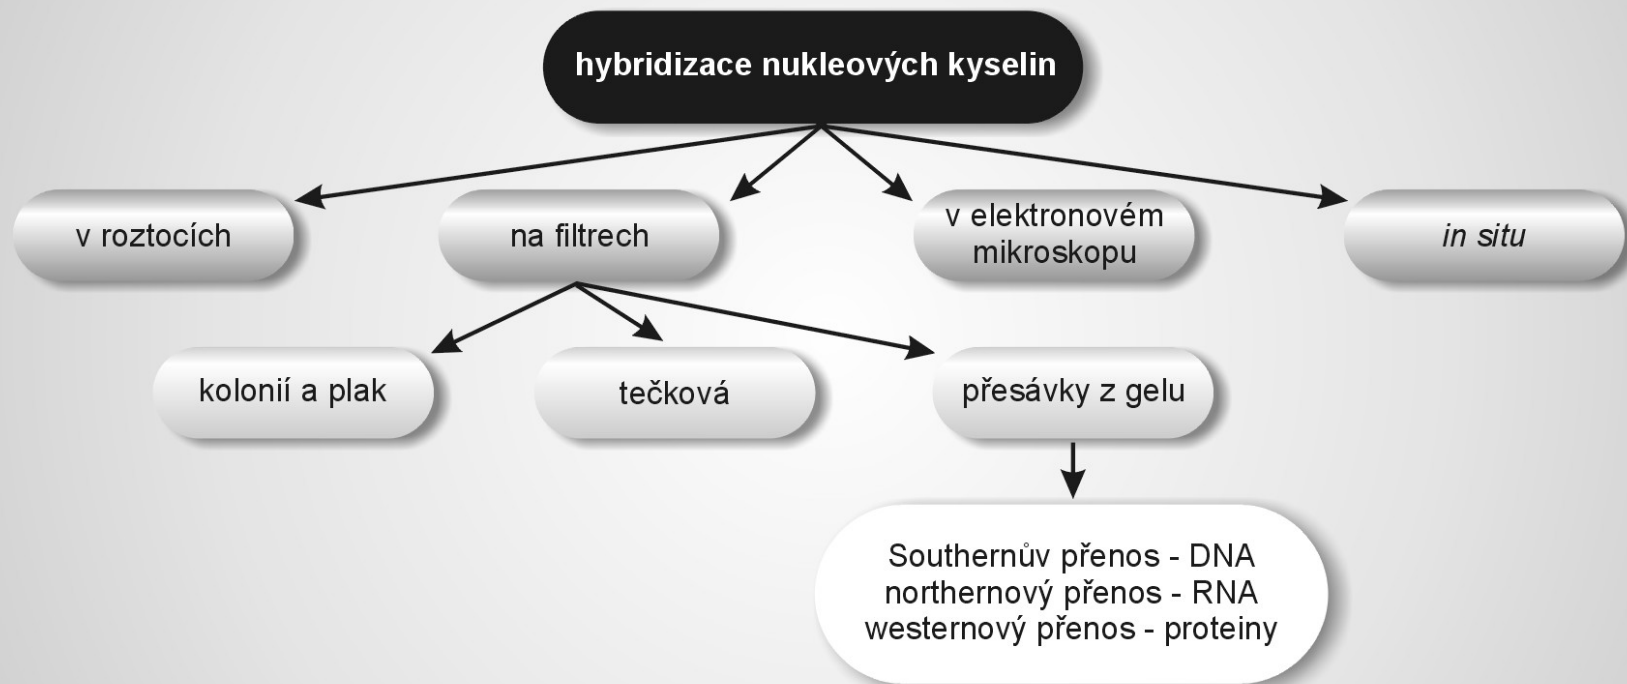 hybridizace nukleových kyselin
v roztocích
na filtrech
v elektronovém
mikroskopu
in situ
kolonií a plak
tečková
přesávky z gelu
Southernův přenos - DNA
northernový přenos - RNA
westernový přenos - proteiny